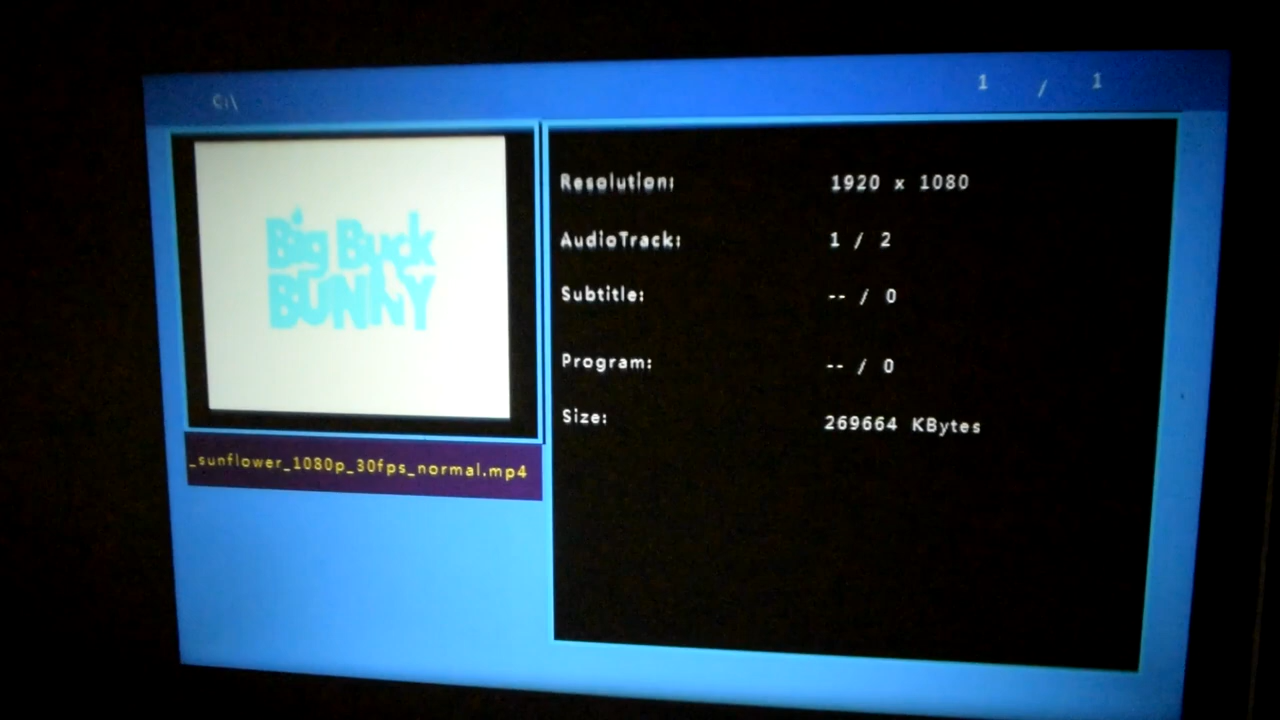 C:\ 1 / 1
Big Buck
BUNNY
_sunflower_1080p_30fps_normal.mp4
Resolution: 1920 x 1080
AudioTrack: 1 / 2
Subtitle: -- / 0
Program: -- / 0
Size: 269664 KBytes